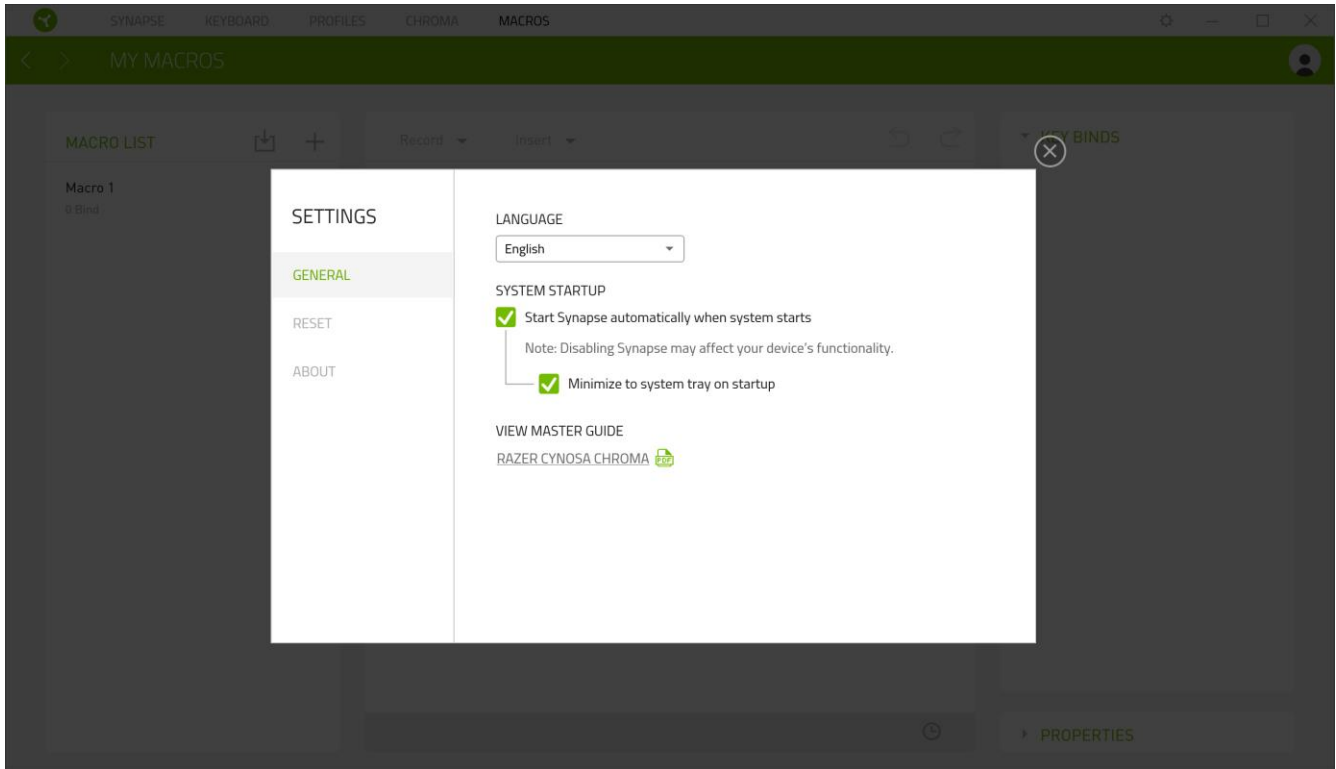 SYNAPSE KEYBOARD PROFILES CHROMA MACROS
MY MACROS
MACRO LIST
Record
Insert
KEY BINDS
Macro 1
0 Bind
SETTINGS
GENERAL
RESET
ABOUT
LANGUAGE
English
SYSTEM STARTUP
Start Synapse automatically when system starts
Note: Disabling Synapse may affect your device's functionality.
Minimize to system tray on startup
VIEW MASTER GUIDE
RAZER CYNOSA CHROMA PDF
PROPERTIES